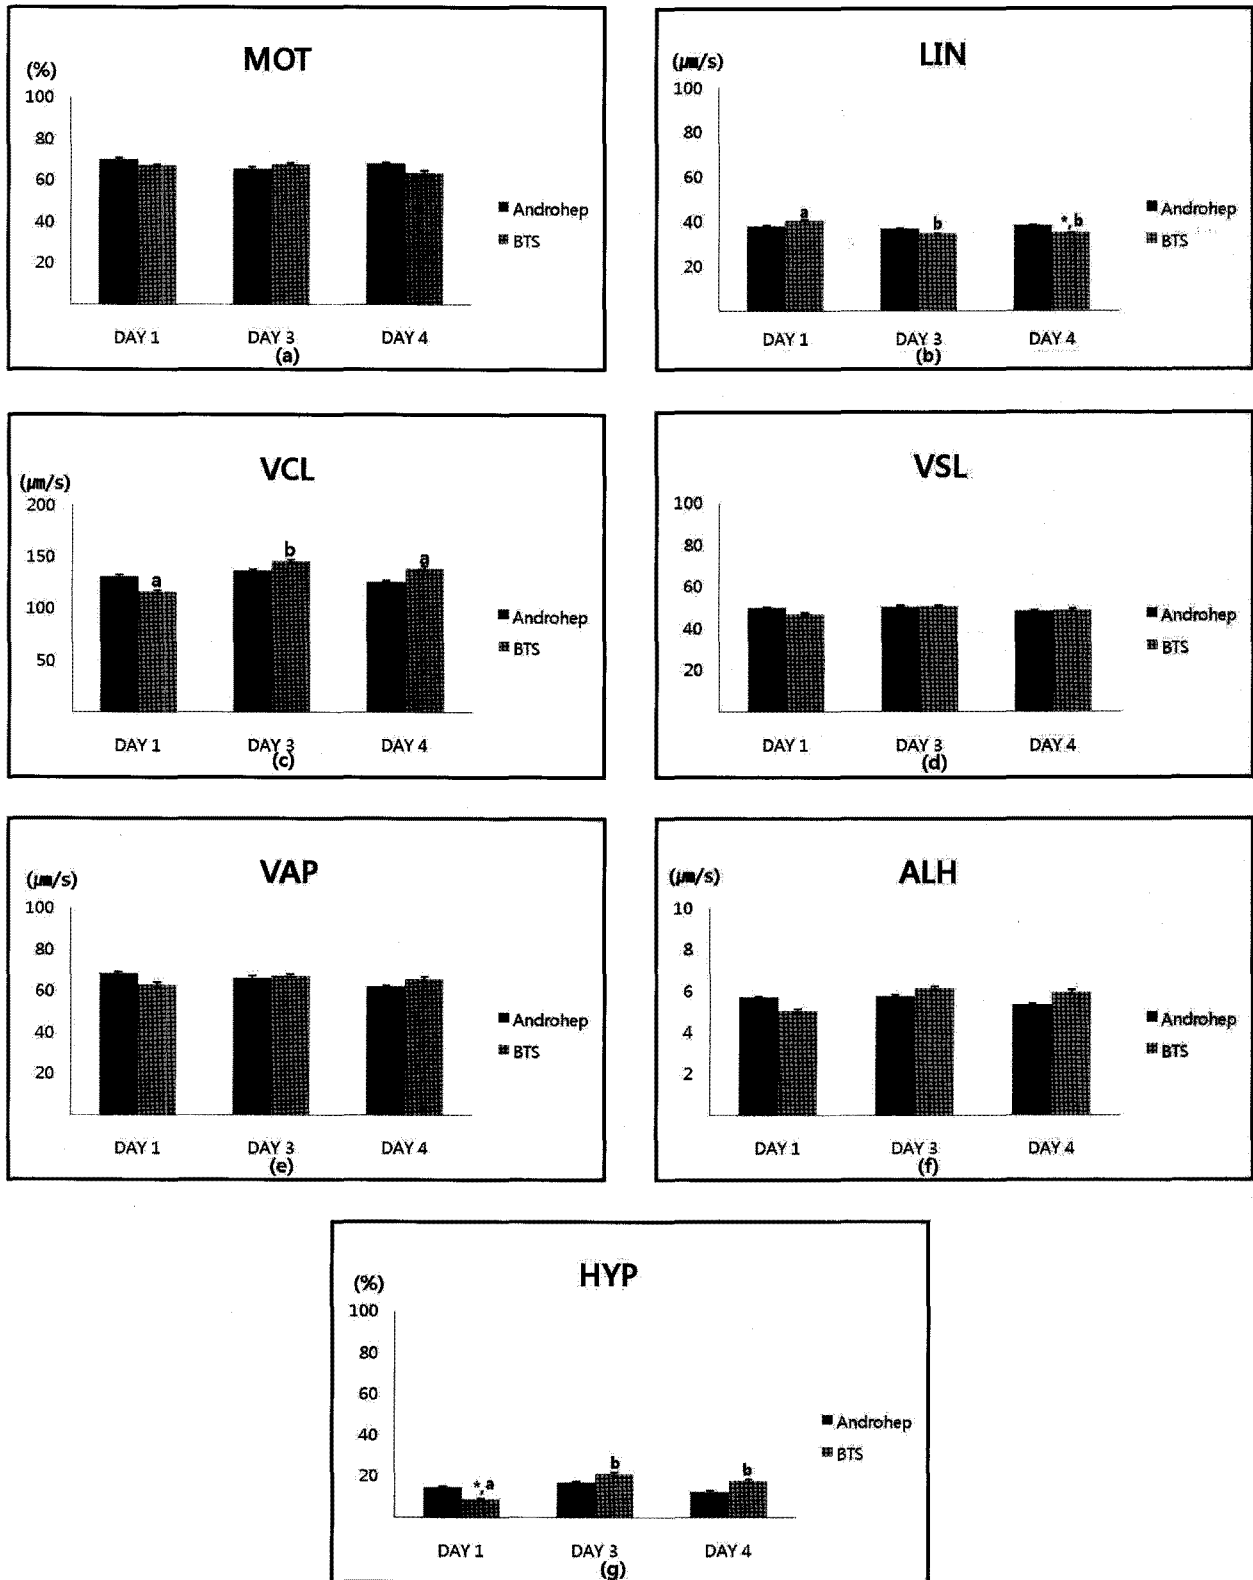 MOT
(%)
100
80
60
40
20
a
DAY 1 DAY 3 DAY 4
(a)
Androhep
BTS
LIN
(μm/s)
100
80
60
40
20
a b *,b
DAY 1 DAY 3 DAY 4
(b)
Androhep
BTS
VCL
(μm/s)
200
150
100
50
a b a
DAY 1 DAY 3 DAY 4
(c)
Androhep
BTS
VSL
100
80
60
40
20
DAY 1 DAY 3 DAY 4
(d)
Androhep
BTS
VAP
(μm/s)
100
80
60
40
20
DAY 1 DAY 3 DAY 4
(e)
Androhep
BTS
ALH
(μm/s)
10
8
6
4
2
DAY 1 DAY 3 DAY 4
(f)
Androhep
BTS
HYP
(%)
100
80
60
40
20
*,a b b
DAY 1 DAY 3 DAY 4
(g)
Androhep
BTS